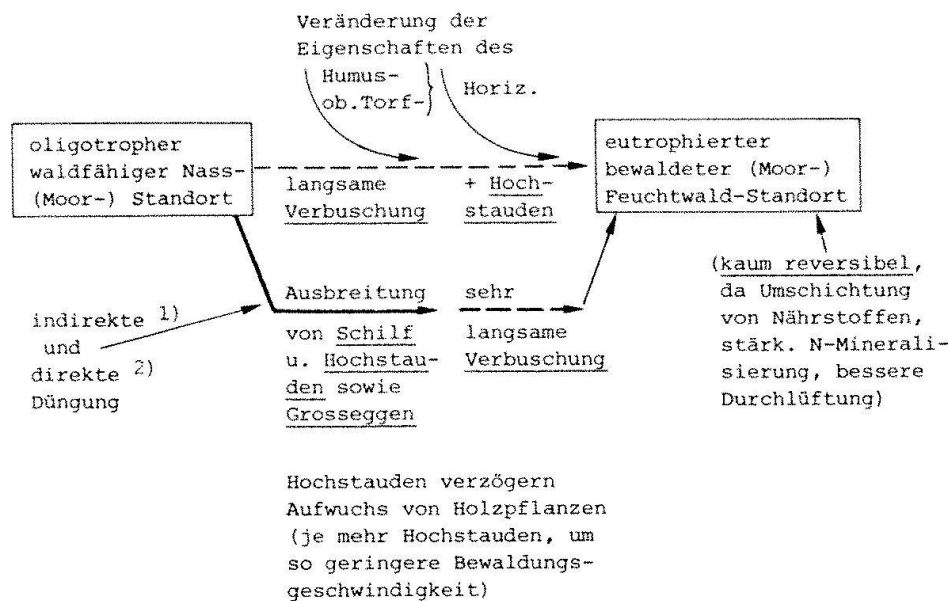 Veränderung der
Eigenschaften des
Humus-
ob.Torf-
Horiz.
oligotropher
waldfähiger Nass-
(Moor-) Standort
langsame
Verbuschung
+ Hoch-
stauden
eutrophierter
bewaldeter (Moor-)
Feuchtwald-Standort
(kaum reversibel,
da Umschichtung
von Nährstoffen,
stärk. N-Minerali-
sierung, bessere
Durchlüftung)
indirekte 1)
und
direkte 2)
Düngung
Ausbreitung
von Schilf
u. Hochstau-
den sowie
Grosseggen
sehr
langsame
Verbuschung
Hochstauden verzögern
Aufwuchs von Holzpflanzen
(je mehr Hochstauden, um
so geringere Bewaldungs-
geschwindigkeit)